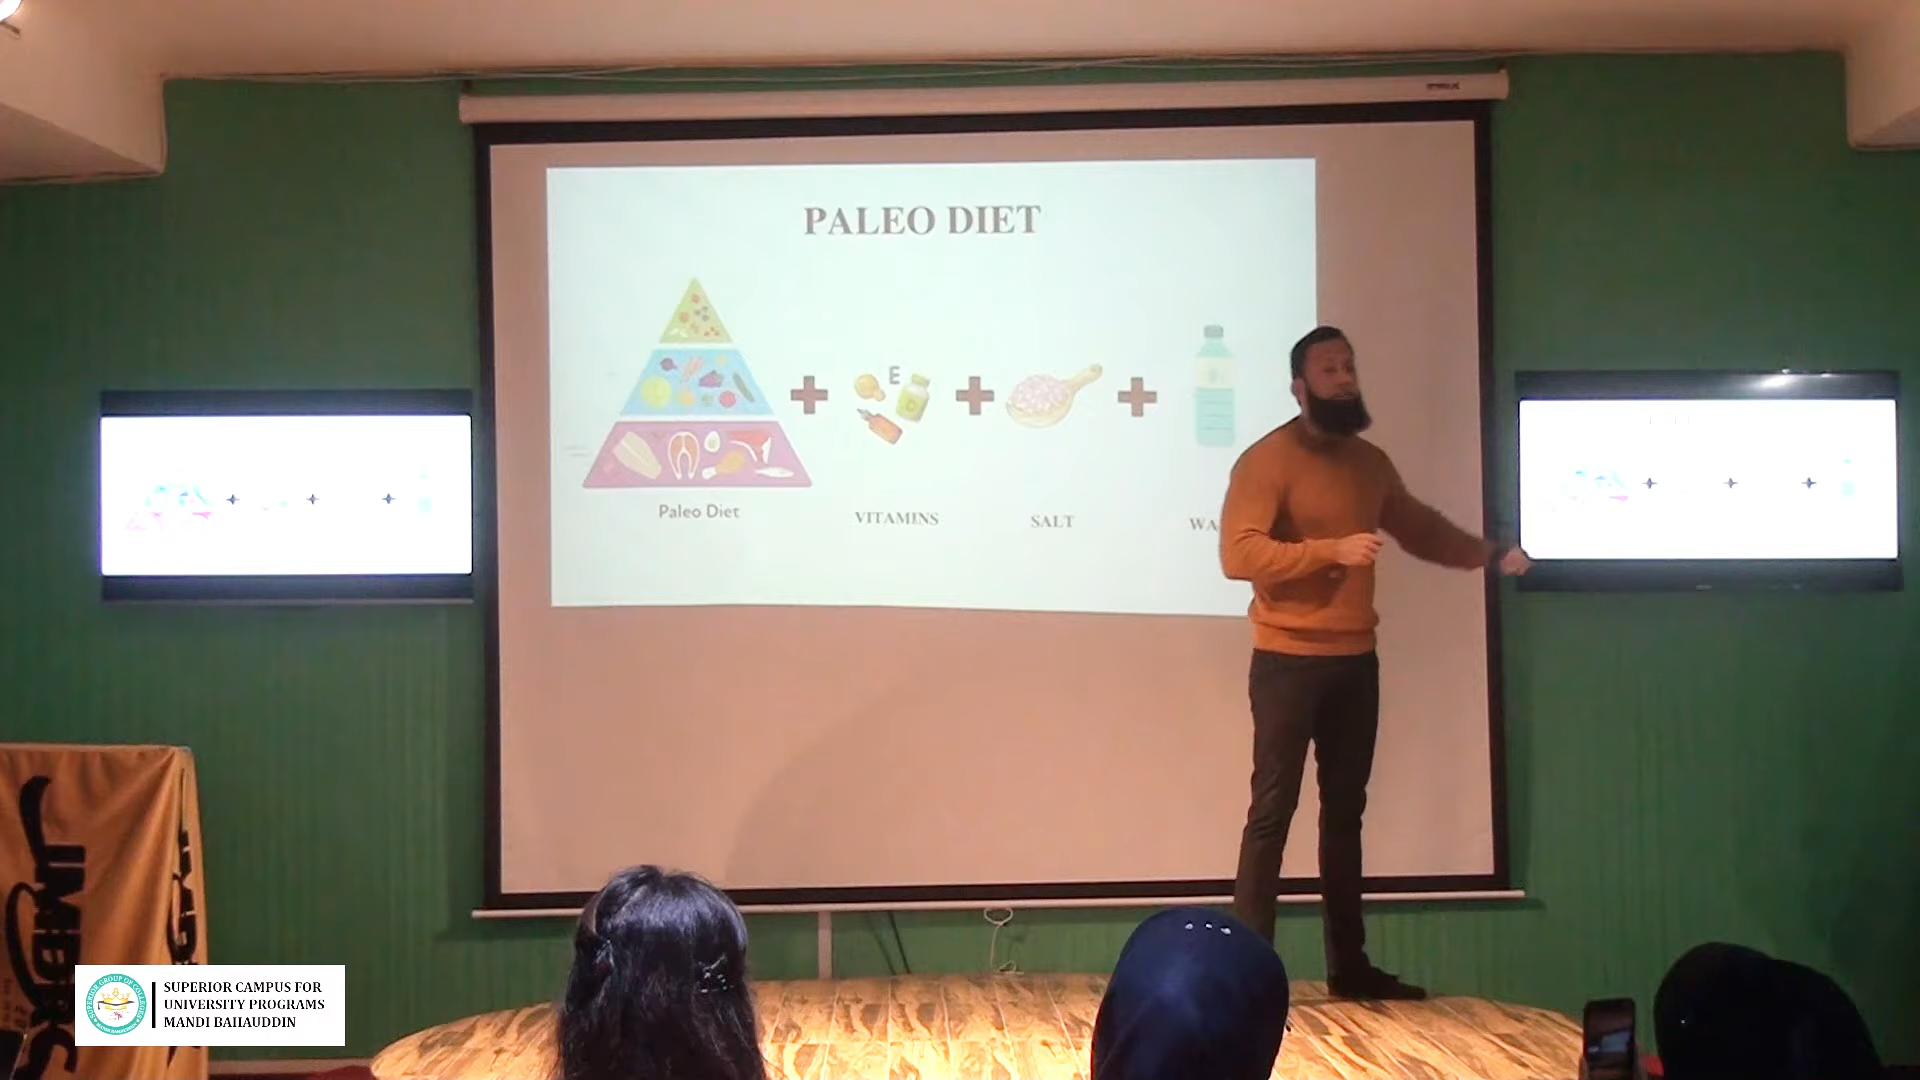 PALEO DIET
E
Paleo Diet
VITAMINS
SALT
WA
SUPERIOR CAMPUS FOR
UNIVERSITY PROGRAMS
MANDI BAHAUDDIN